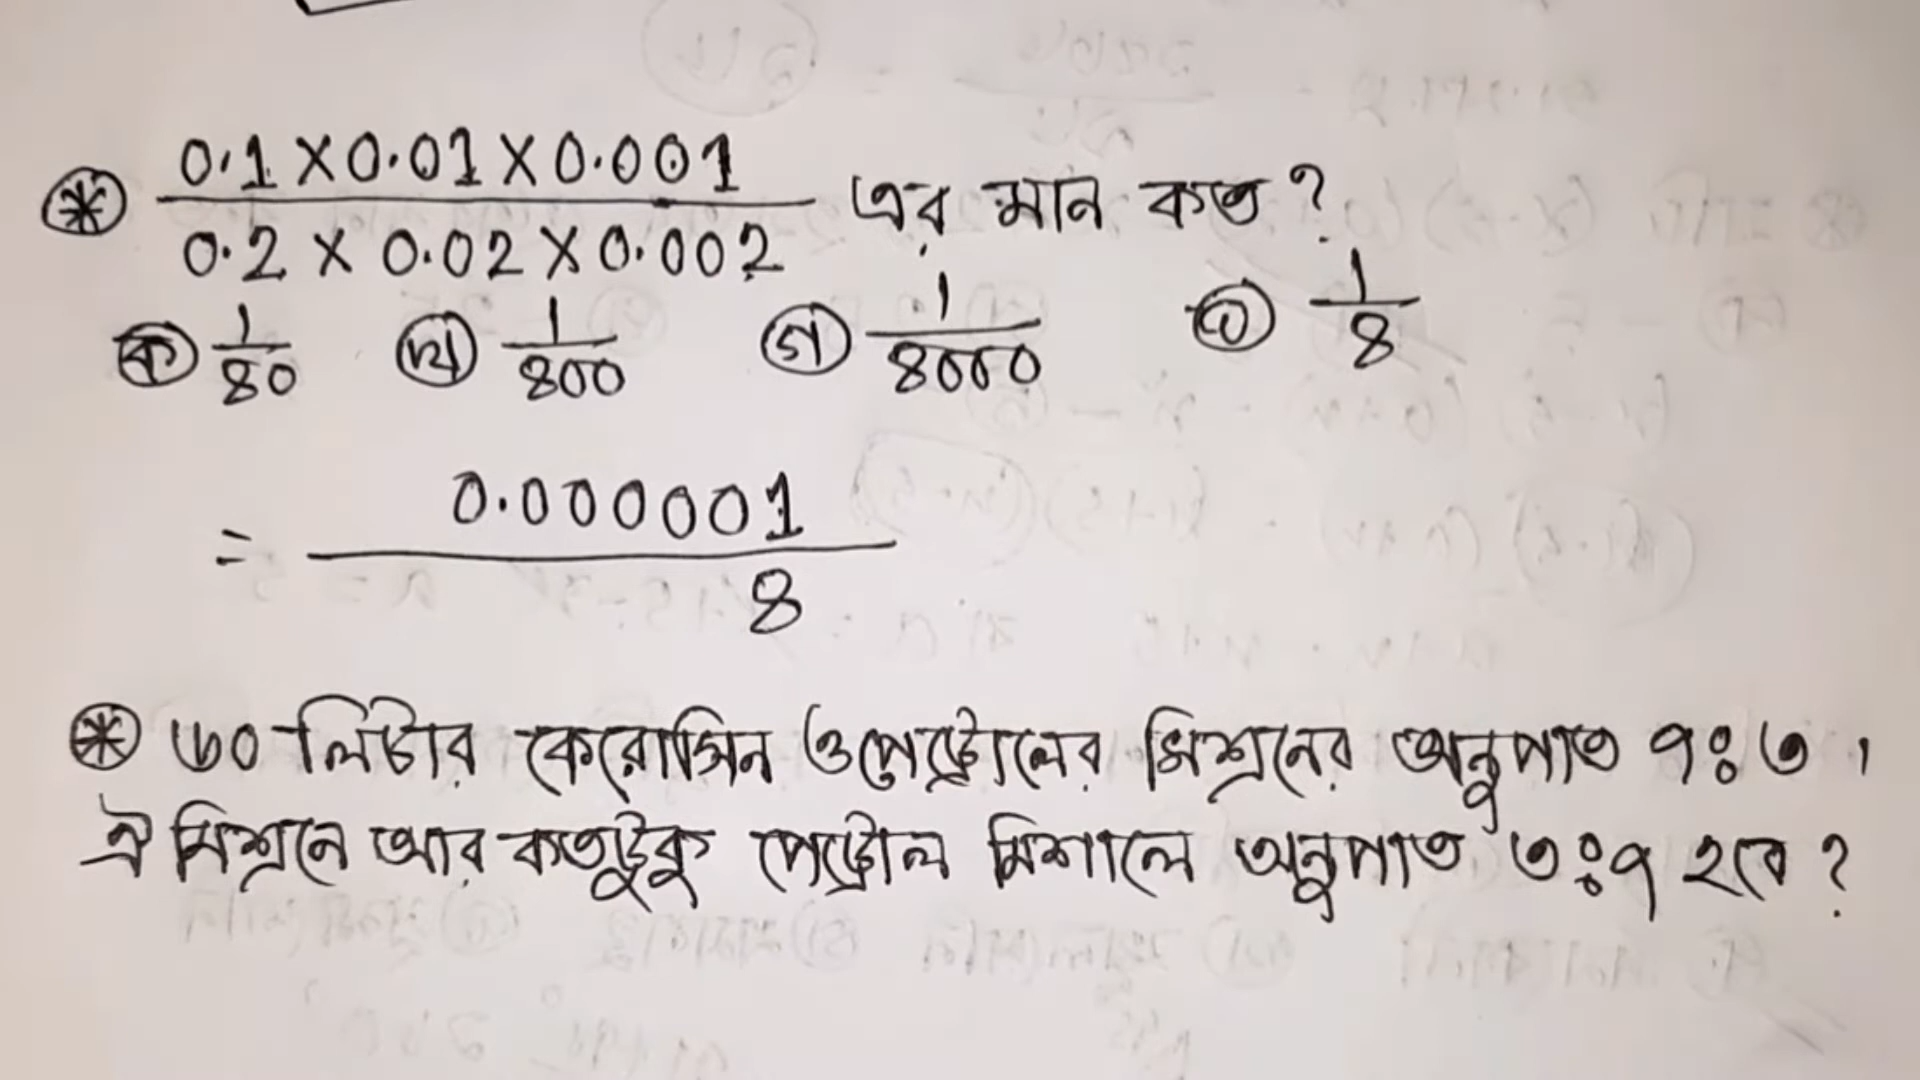 ⊛ 0.1 X 0.01 X 0.001 / 0.2 X 0.02 X 0.002 এর মান কত ?
ⓚ ক 1/80 খ 1/800 গ 1/8000 ঘ 1/8
= 0.000001 / 8
⊛ ৬০ লিটার কেরোসিন ও পেট্রোলের মিশ্রনের অনুপাত ৭ঃ৩ ।
ঐ মিশ্রনে আর কতটুকু পেট্রোল মিশালে অনুপাত ৩ঃ৭ হবে ?